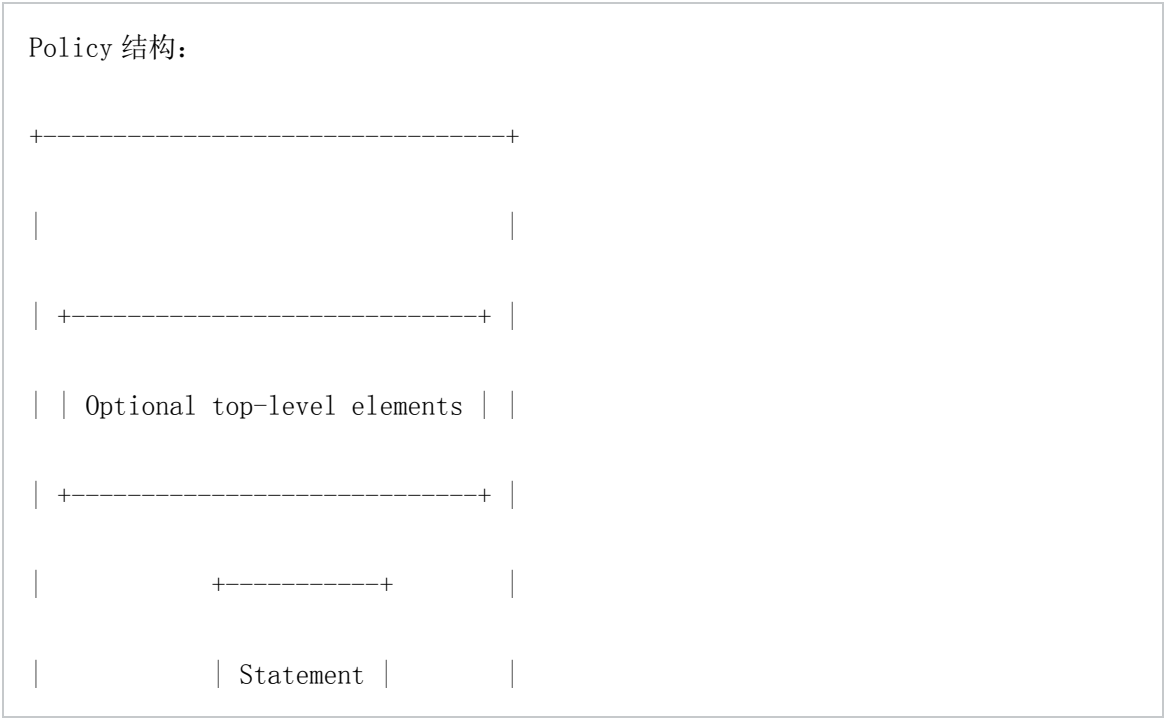 Policy 结构：
+---------------------------------+
|                                 |
| +-----------------------------+ |
| | Optional top-level elements | |
| +-----------------------------+ |
|            +-----------+        |
|            | Statement |        |